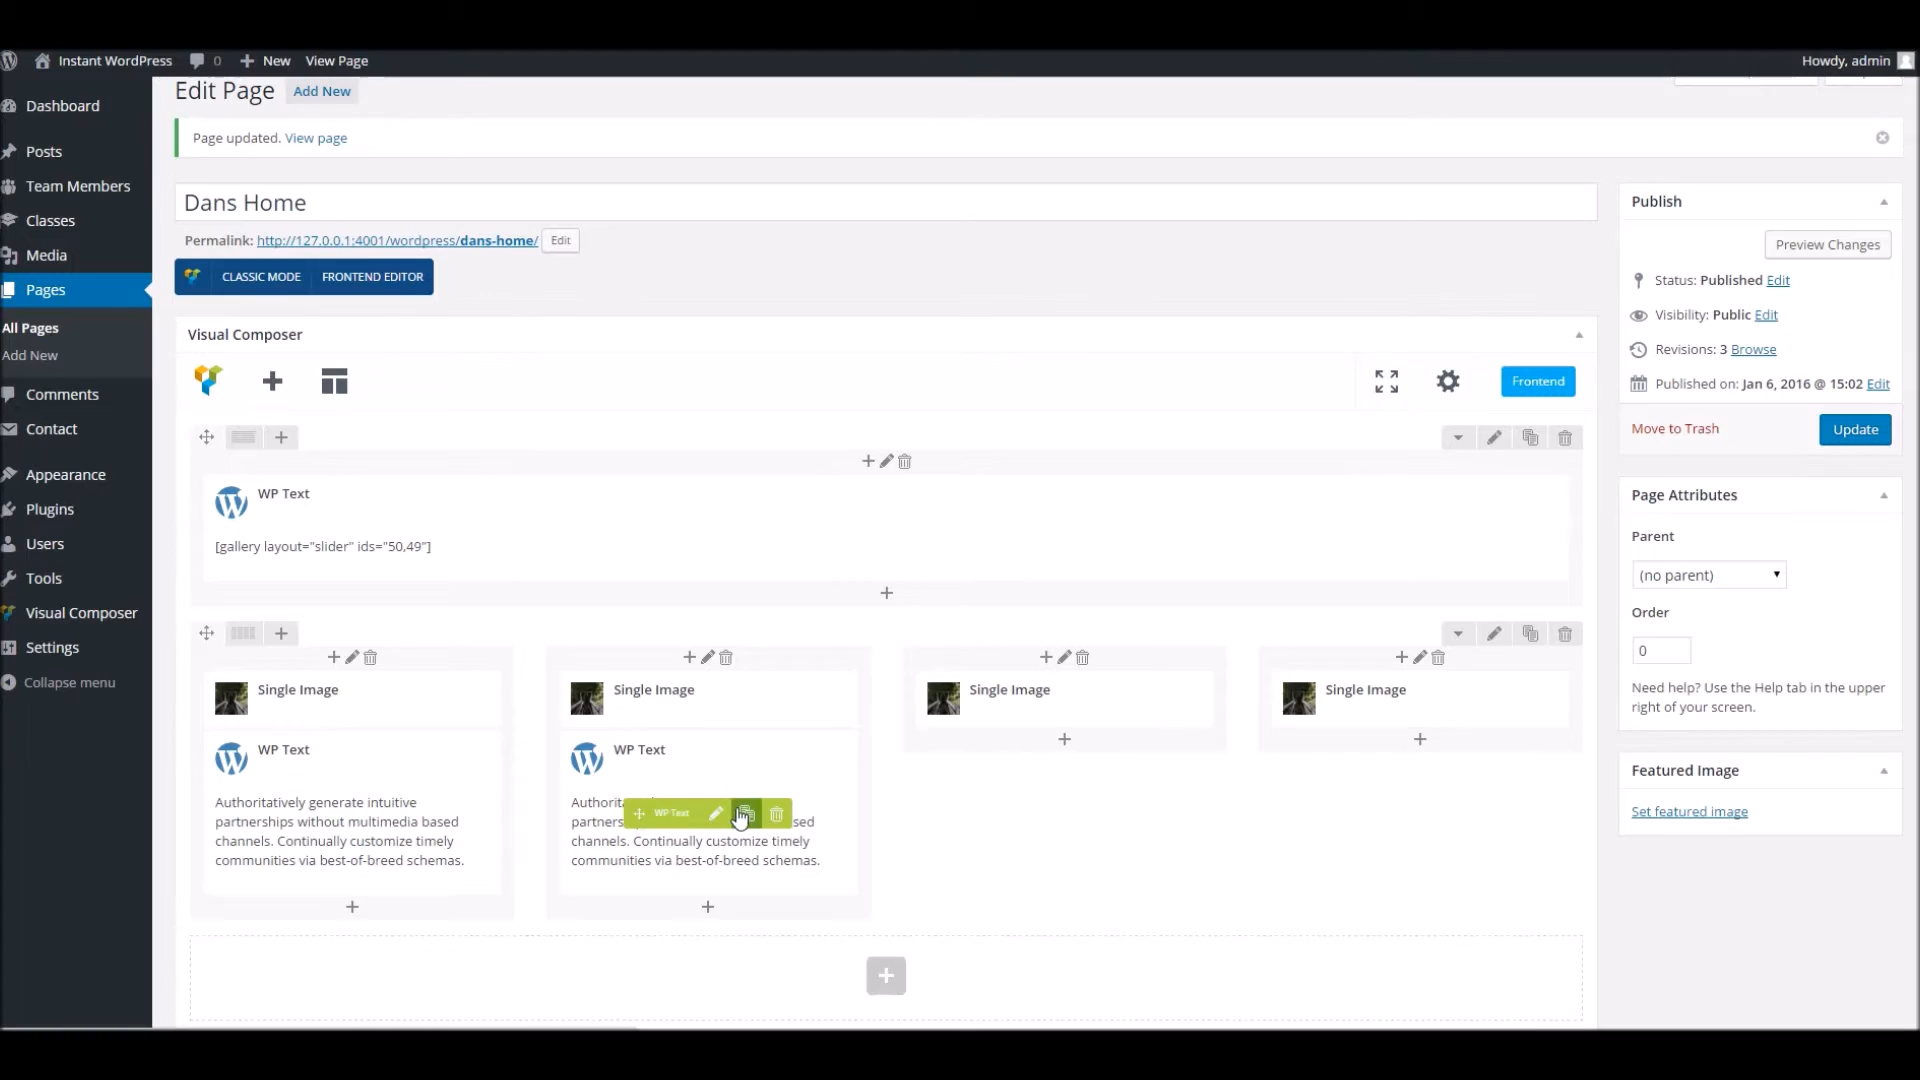 Instant WordPress
0
New
View Page
Howdy, admin
Dashboard
Posts
Team Members
Classes
Media
Pages
All Pages
Add New
Comments
Contact
Appearance
Plugins
Users
Tools
Visual Composer
Settings
Collapse menu
Edit Page
Add New
Page updated. View page
Dans Home
Permalink: http://127.0.0.1:4001/wordpress/dans-home/ Edit
CLASSIC MODE
FRONTEND EDITOR
Visual Composer
Frontend
WP Text
[gallery layout="slider" ids="50,49"]
Single Image
WP Text
Authoritatively generate intuitive
partnerships without multimedia based
channels. Continually customize timely
communities via best-of-breed schemas.
Single Image
WP Text
WP Text
channels. Continually customize timely
communities via best-of-breed schemas.
Single Image
Single Image
Publish
Preview Changes
Status: Published Edit
Visibility: Public Edit
Revisions: 3 Browse
Published on: Jan 6, 2016 @ 15:02 Edit
Move to Trash
Update
Page Attributes
Parent
(no parent)
Order
0
Need help? Use the Help tab in the upper
right of your screen.
Featured Image
Set featured image